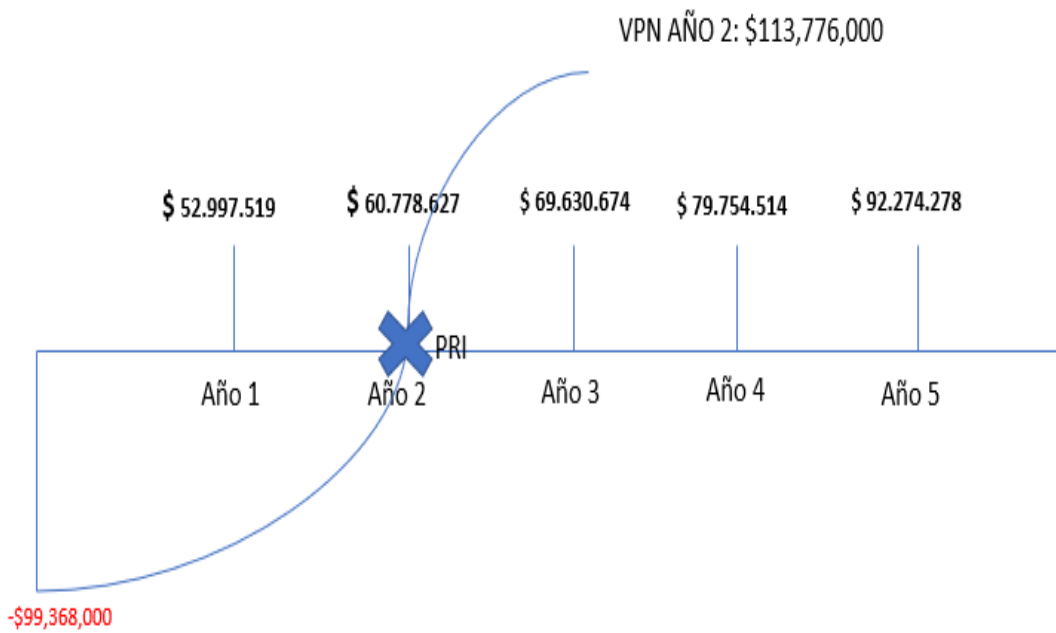 VPN AÑO 2: $113,776,000
$ 52.997.519
$ 60.778.627
$ 69.630.674
$ 79.754.514
$ 92.274.278
PRI
Año 1
Año 2
Año 3
Año 4
Año 5
-$99,368,000